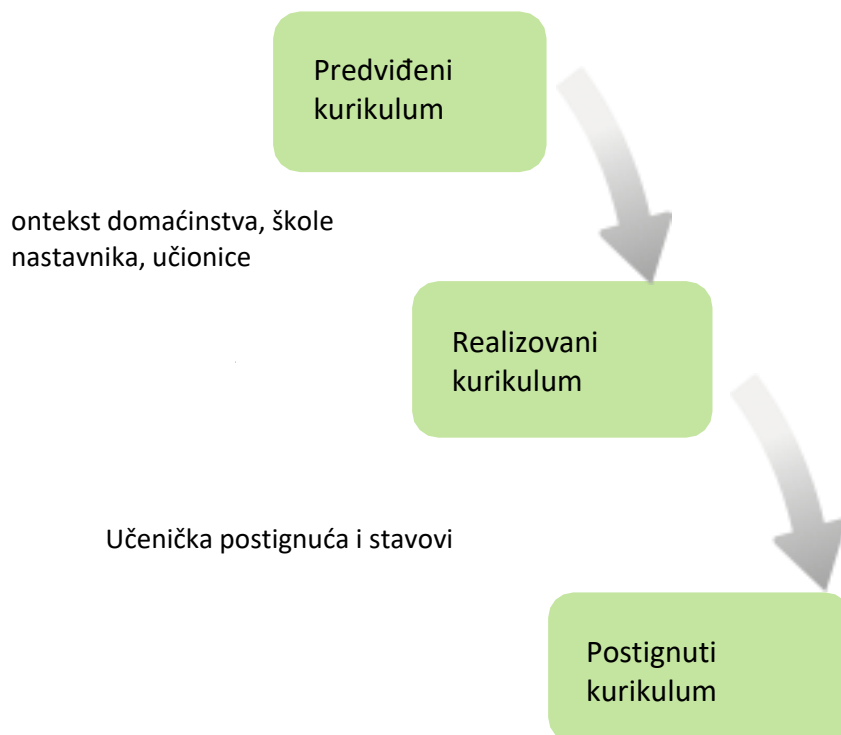 Predviđeni
kurikulum
ontekst domaćinstva, škole
nastavnika, učionice
Realizovani
kurikulum
Učenička postignuća i stavovi
Postignuti
kurikulum